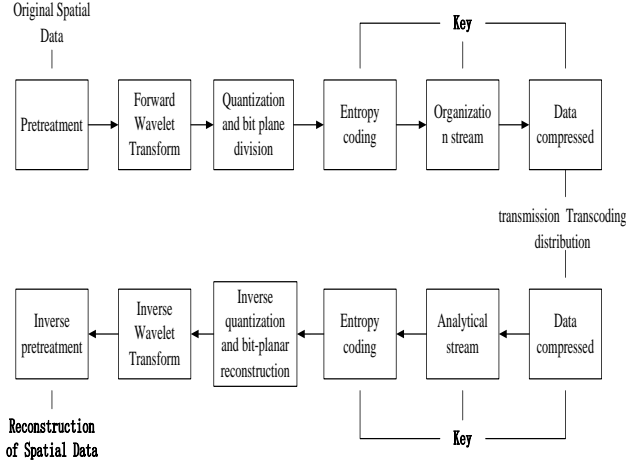 Original Spatial
Data
Key
Pretreatment
Forward
Wavelet
Transform
Quantization
and bit plane
division
Entropy
coding
Organizatio
n stream
Data
compressed
transmission Transcoding
distribution
Inverse
pretreatment
Inverse
Wavelet
Transform
Inverse
quantization
and bit-planar
reconstruction
Entropy
coding
Analytical
stream
Data
compressed
Reconstruction
of Spatial Data
Key